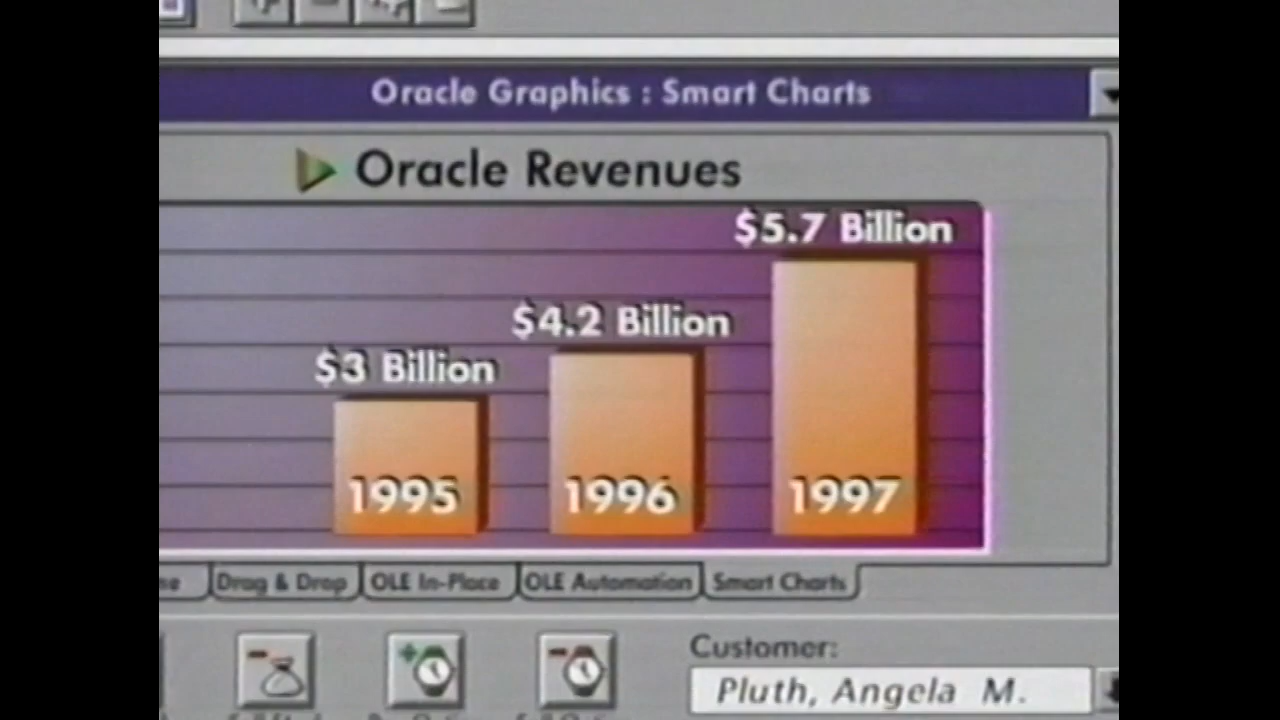 Oracle Graphics : Smart Charts
Oracle Revenues
$5.7 Billion
$4.2 Billion
$3 Billion
1995 1996 1997
Drag & Drop OLE In-Place OLE Automation Smart Charts
Customer:
Pluth, Angela M.